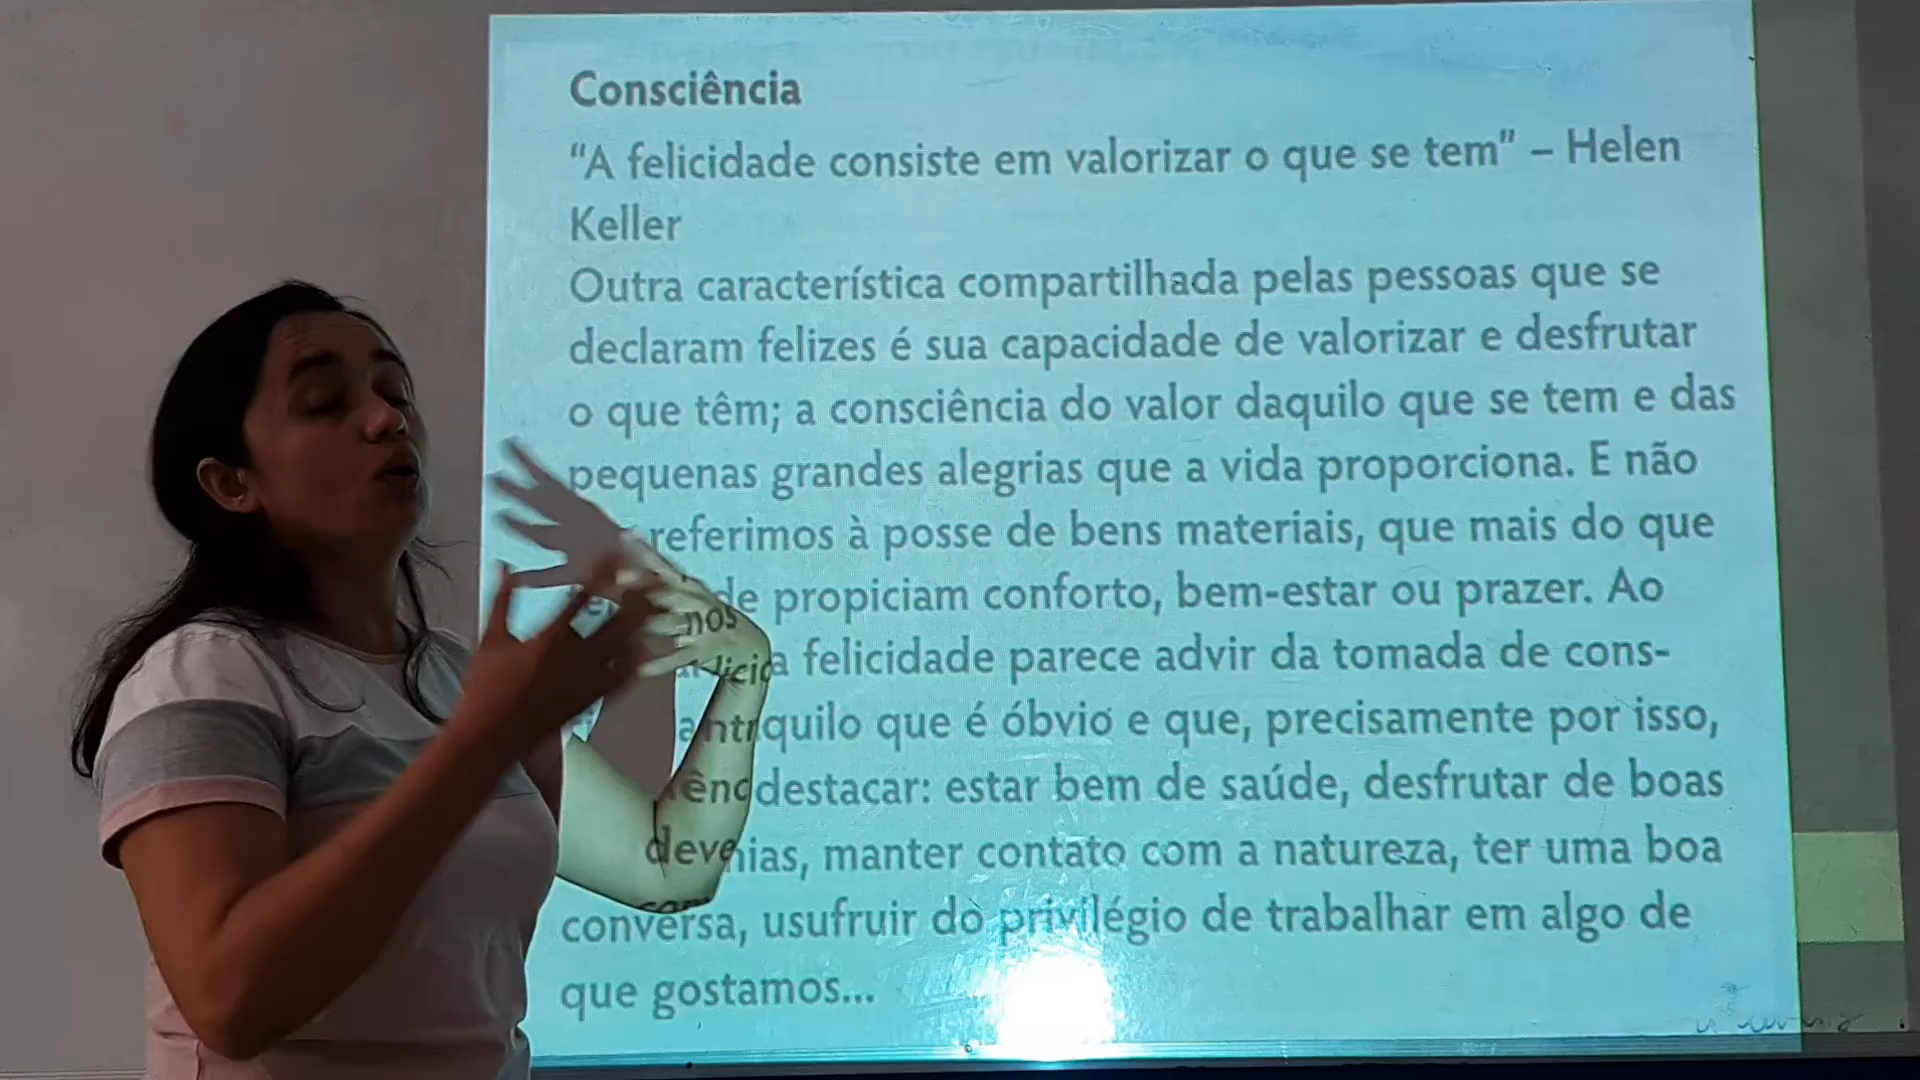 Consciência
“A felicidade consiste em valorizar o que se tem” – Helen
Keller
Outra característica compartilhada pelas pessoas que se
declaram felizes é sua capacidade de valorizar e desfrutar
o que têm; a consciência do valor daquilo que se tem e das
pequenas grandes alegrias que a vida proporciona. E não
nos referimos à posse de bens materiais, que mais do que
de propiciam conforto, bem-estar ou prazer. Ao
a felicidade parece advir da tomada de cons-
quilo que é óbvio e que, precisamente por isso,
destacar: estar bem de saúde, desfrutar de boas
manter contato com a natureza, ter uma boa
conversa, usufruir do privilégio de trabalhar em algo de
que gostamos...